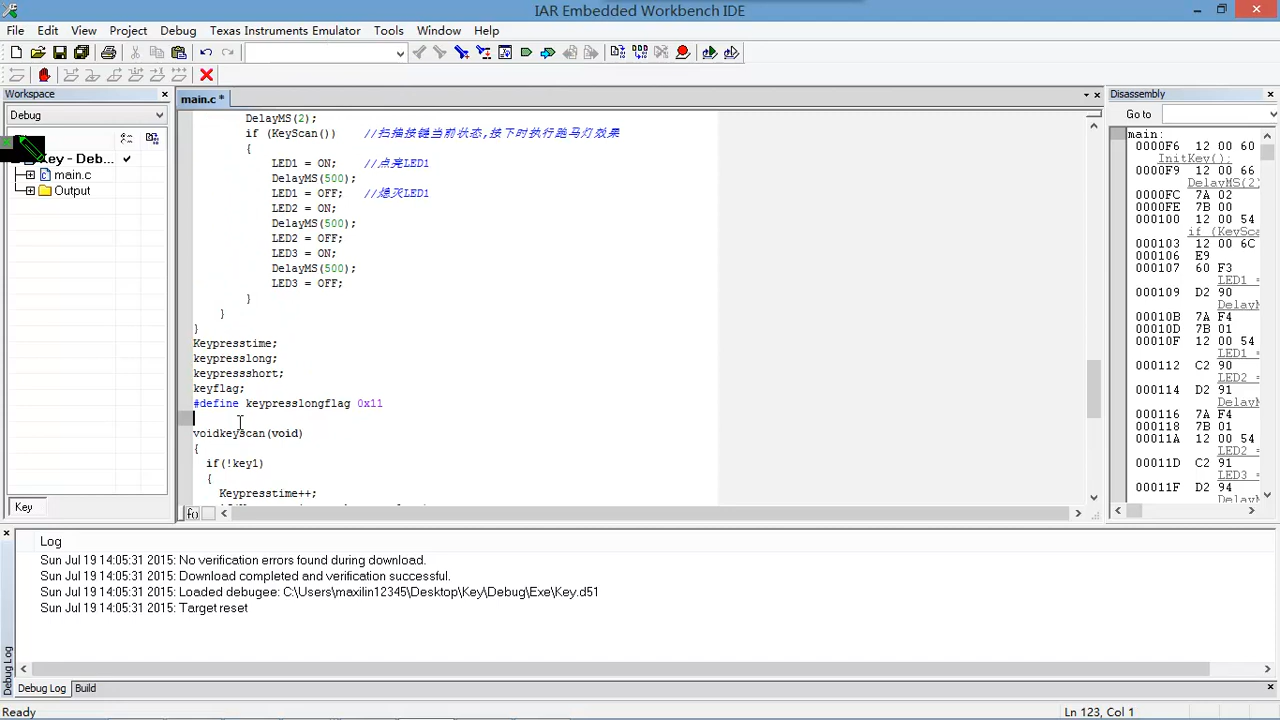 IAR Embedded Workbench IDE
File Edit View Project Debug Texas Instruments Emulator Tools Window Help
Workspace
main.c *
Disassembly
Debug
Go to
Key - Deb...
main.c
Output
Key
DelayMS(2);
if (KeyScan()) //扫描按键当前状态,按下时执行跑马灯效果
{
LED1 = ON; //点亮LED1
DelayMS(500);
LED1 = OFF; //熄灭LED1
LED2 = ON;
DelayMS(500);
LED2 = OFF;
LED3 = ON;
DelayMS(500);
LED3 = OFF;
}
}
}
Keypresstime;
keypresslong;
keypressshort;
keyflag;
#define keypresslongflag 0x11
voidkeyscan(void)
{
if(!key1)
{
Keypresstime++;
main:
0000F6 12 00 60
InitKey();
0000F9 12 00 66
DelayMS(2)
0000FC 7A 02
0000FE 7B 00
000100 12 00 54
if (KeySca
000103 12 00 6C
000106 E9
000107 60 F3
LED1 =
000109 D2 90
DelayM
00010B 7A F4
00010D 7B 01
00010F 12 00 54
LED1 =
000112 C2 90
LED2 =
000114 D2 91
DelayM
000116 7A F4
000118 7B 01
00011A 12 00 54
LED2 =
00011D C2 91
LED3 =
00011F D2 94
DelayM
Log
Sun Jul 19 14:05:31 2015: No verification errors found during download.
Sun Jul 19 14:05:31 2015: Download completed and verification successful.
Sun Jul 19 14:05:31 2015: Loaded debugee: C:\Users\maxilin12345\Desktop\Key\Debug\Exe\Key.d51
Sun Jul 19 14:05:31 2015: Target reset
Debug Log
Debug Log Build
Ready
Ln 123, Col 1